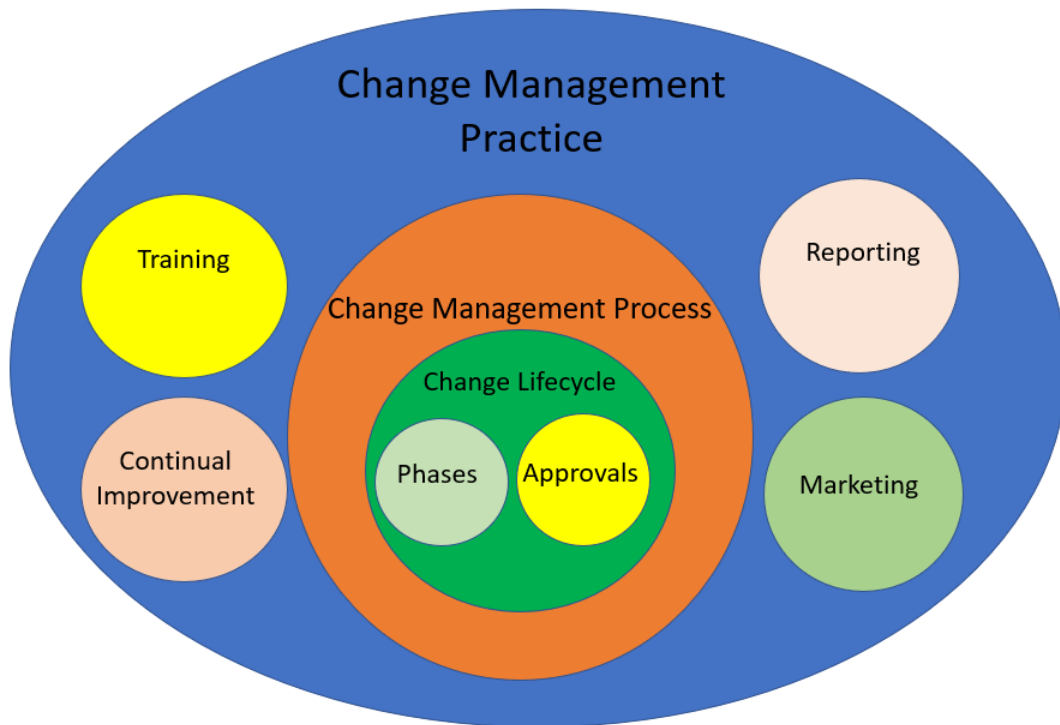 Change Management
Practice
Training
Reporting
Change Management Process
Change Lifecycle
Continual
Improvement
Phases
Approvals
Marketing